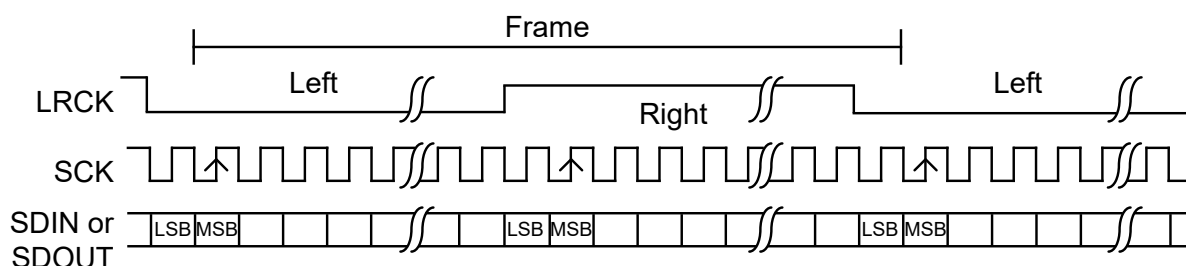 Frame
LRCK
Left
Right
Left
SCK
SDIN or
SDOUT
LSB MSB LSB MSB LSB MSB